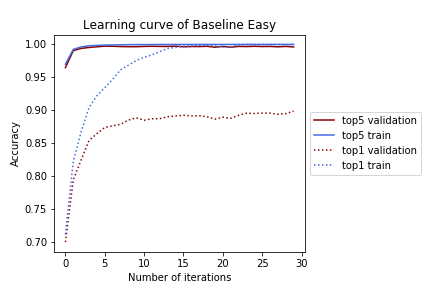 Learning curve of Baseline Easy
1.00
0.95
0.90
0.85
0.80
0.75
0.70
Accuracy
0
5
10
15
20
25
30
Number of iterations
top5 validation
top5 train
top1 validation
top1 train